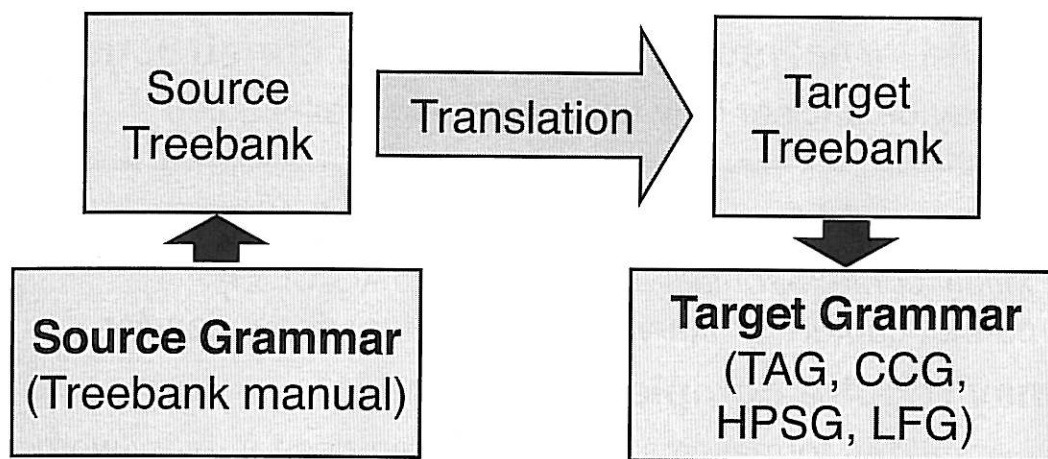 Source
Treebank
Translation
Target
Treebank
Source Grammar
(Treebank manual)
Target Grammar
(TAG, CCG,
HPSG, LFG)